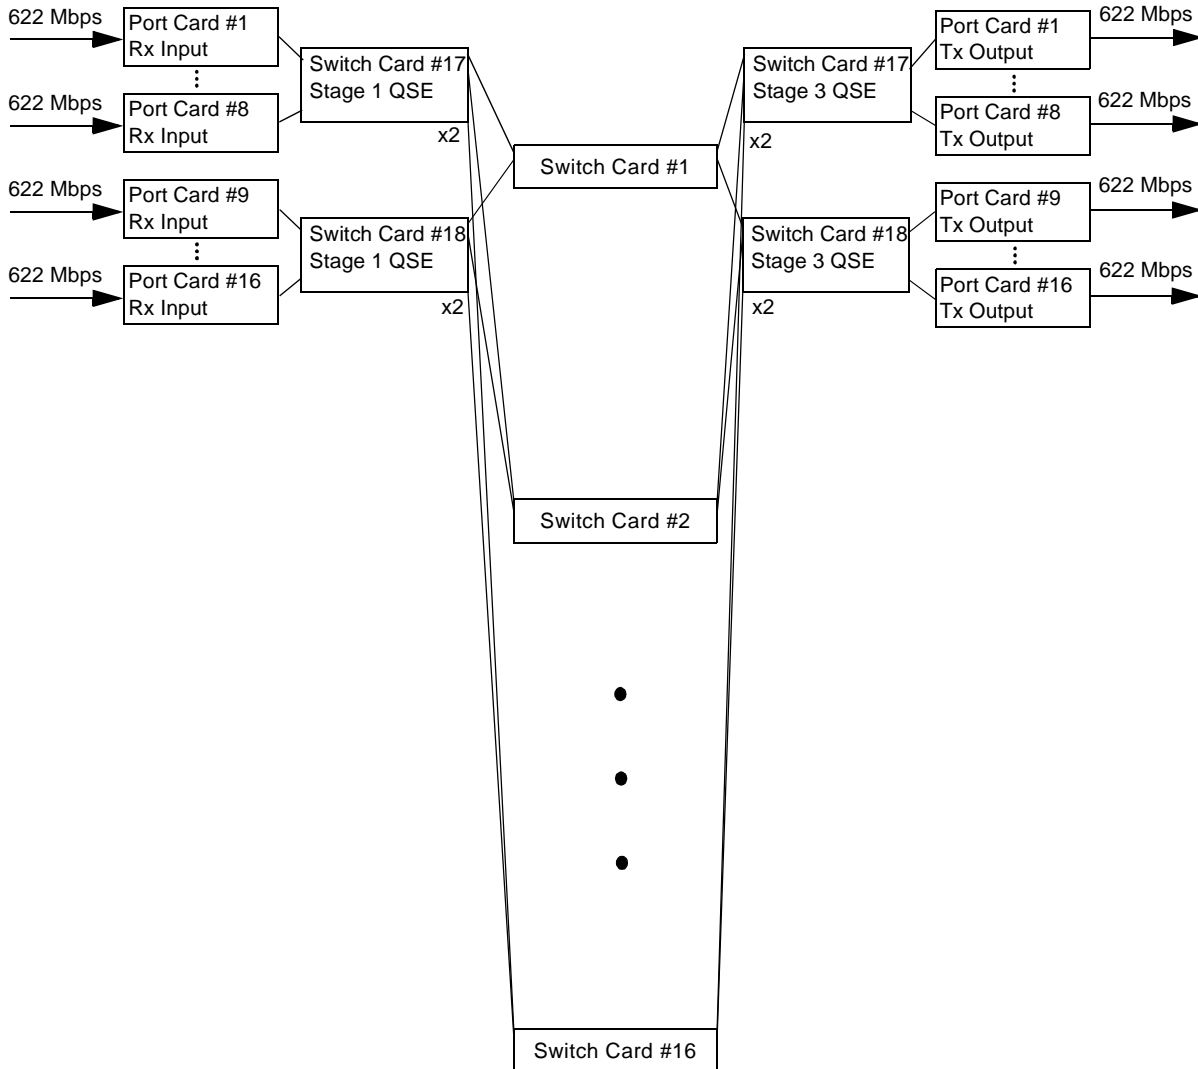 622 Mbps
Port Card #1
Rx Input
622 Mbps
Port Card #8
Rx Input
Switch Card #17
Stage 1 QSE
x2
622 Mbps
Port Card #9
Rx Input
622 Mbps
Port Card #16
Rx Input
Switch Card #18
Stage 1 QSE
x2
Switch Card #1
Switch Card #2
Switch Card #16
Switch Card #17
Stage 3 QSE
x2
Port Card #1
Tx Output
622 Mbps
Port Card #8
Tx Output
622 Mbps
Switch Card #18
Stage 3 QSE
x2
Port Card #9
Tx Output
622 Mbps
Port Card #16
Tx Output
622 Mbps